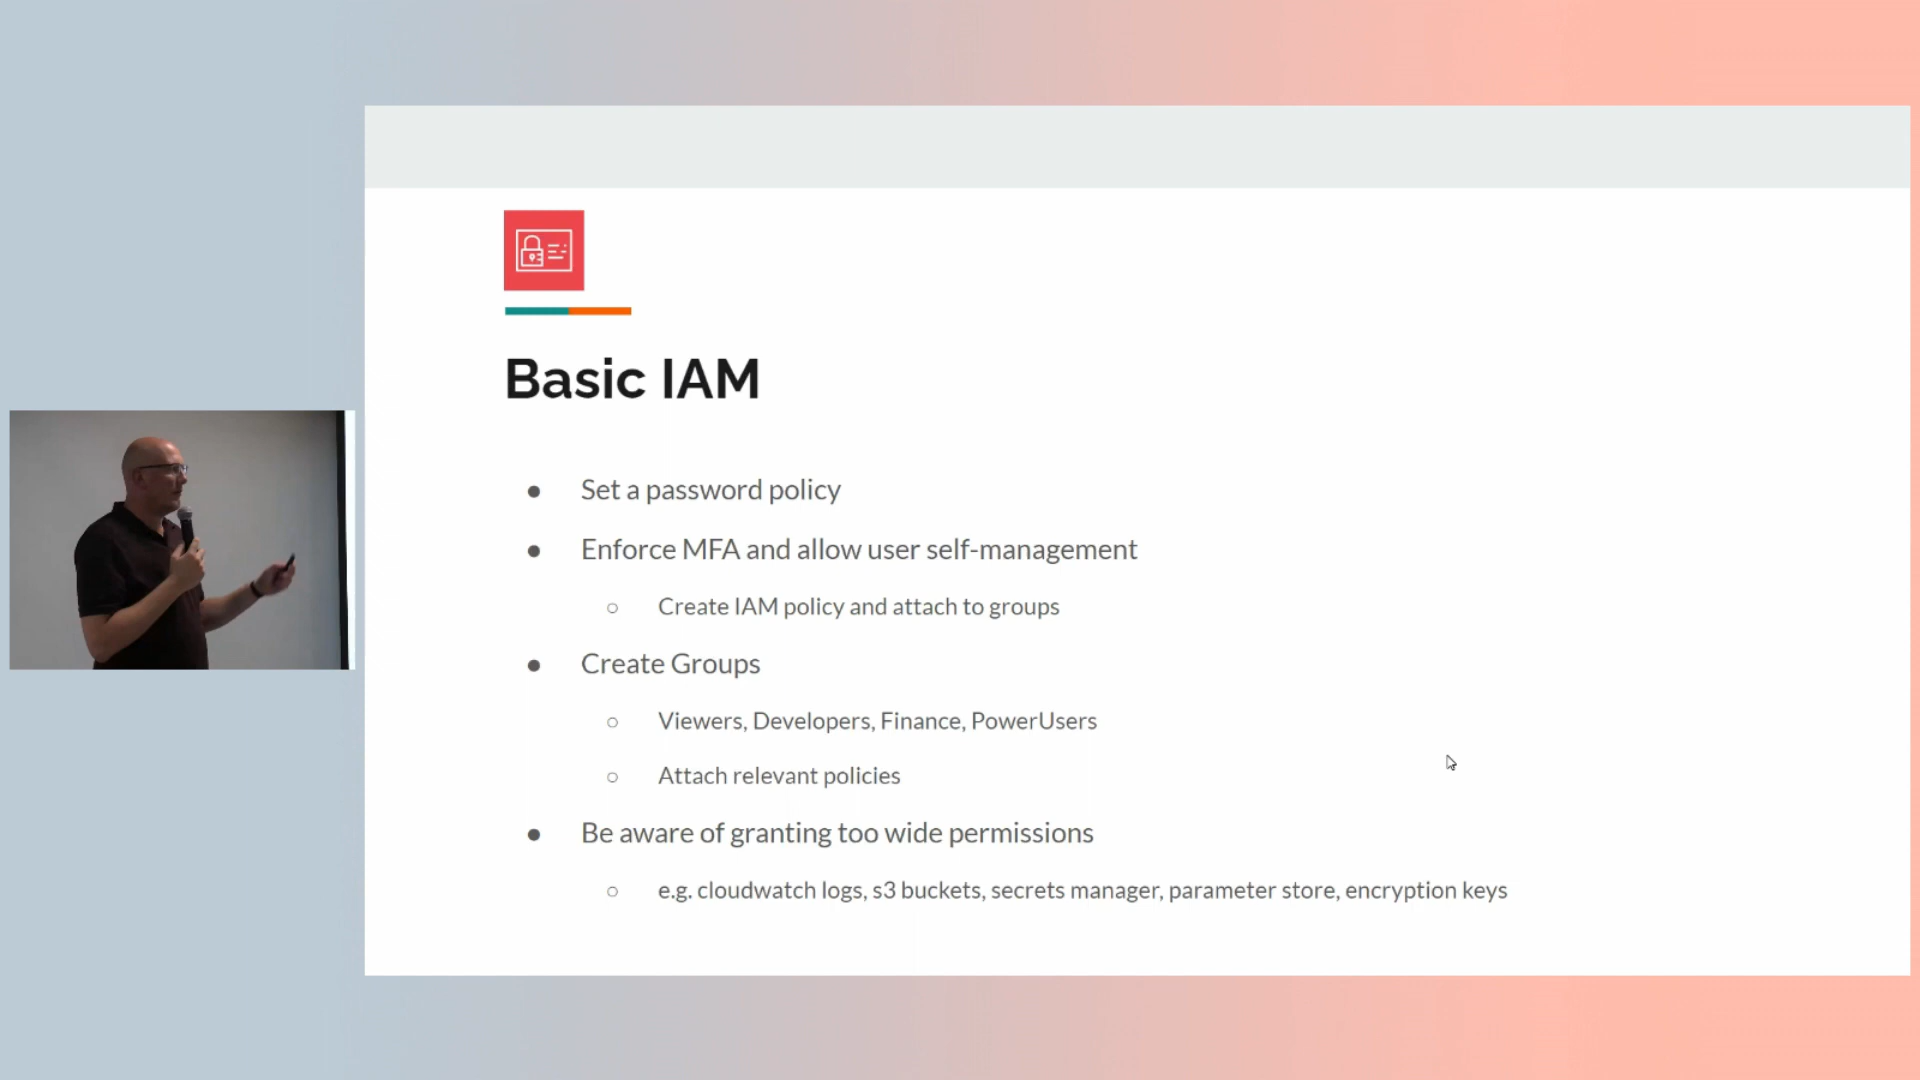 Basic IAM
● Set a password policy
● Enforce MFA and allow user self-management
○ Create IAM policy and attach to groups
● Create Groups
○ Viewers, Developers, Finance, PowerUsers
○ Attach relevant policies
● Be aware of granting too wide permissions
○ e.g. cloudwatch logs, s3 buckets, secrets manager, parameter store, encryption keys